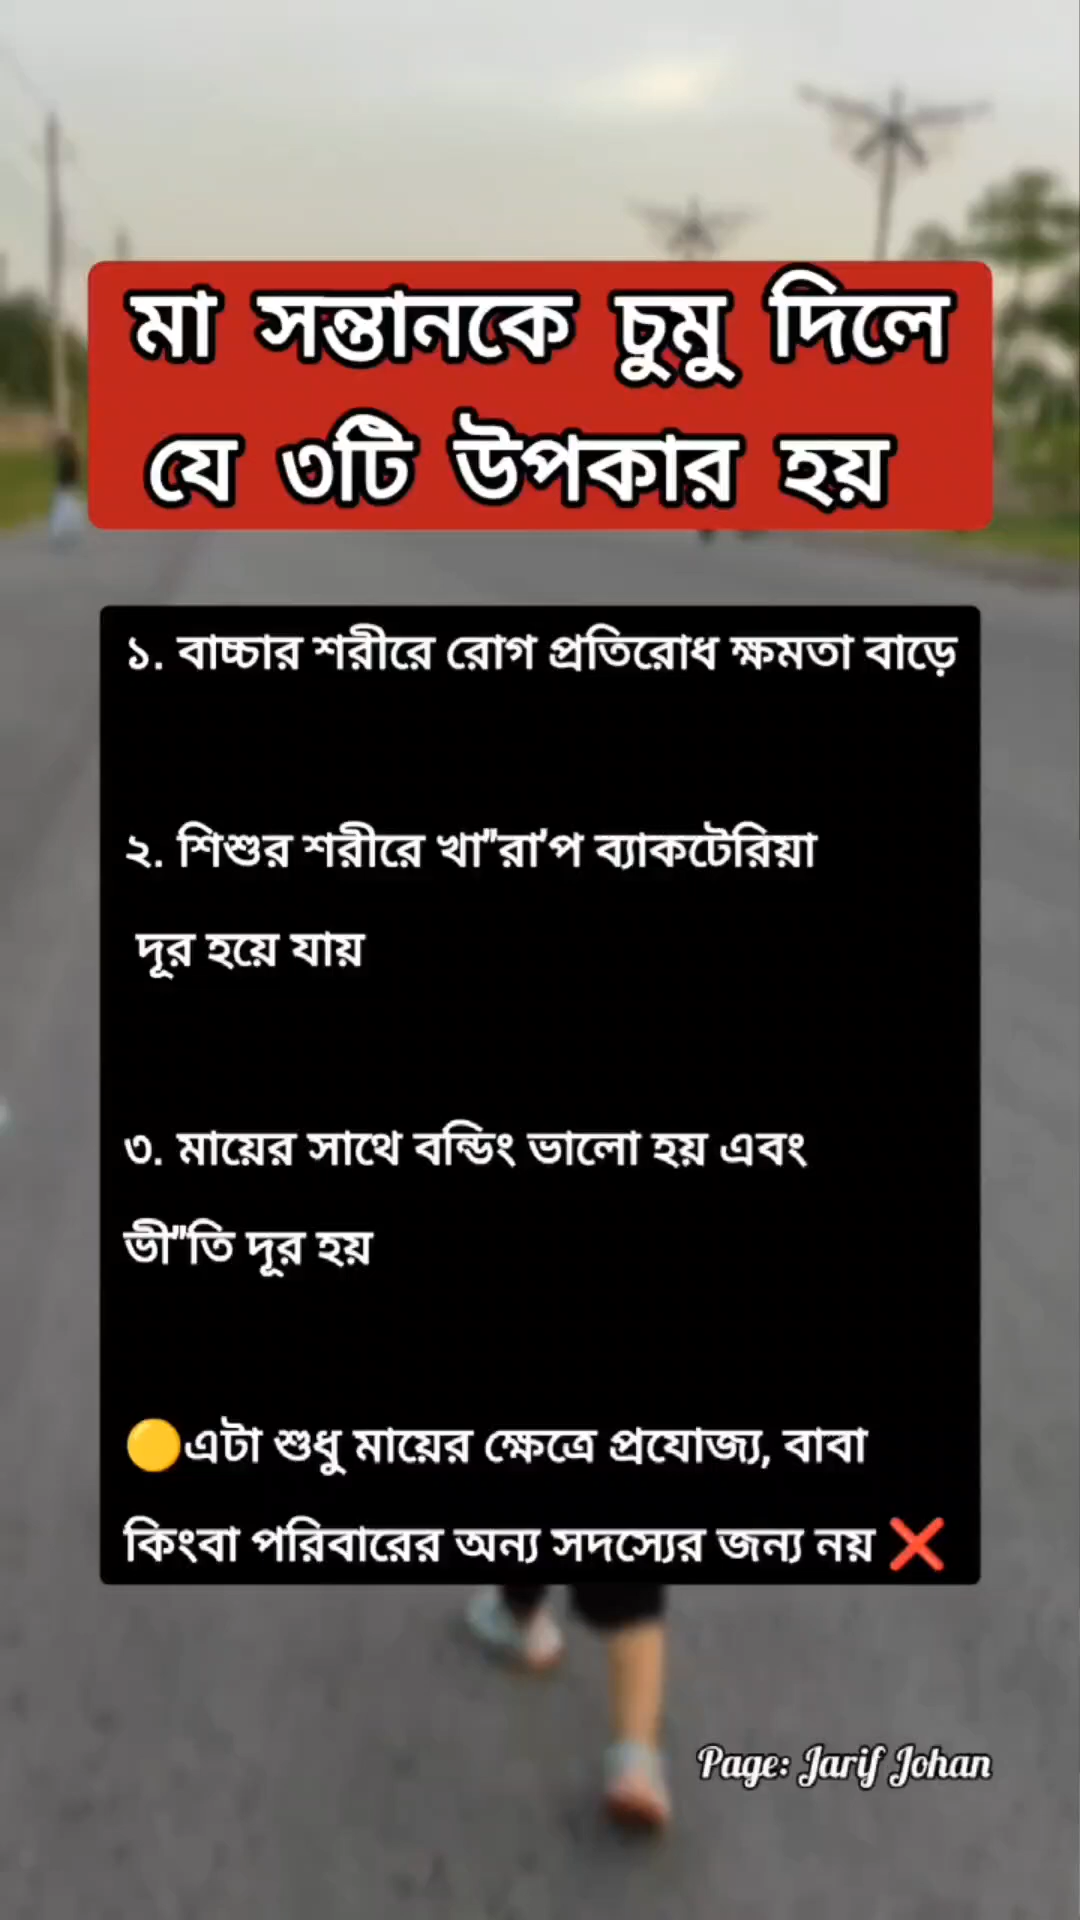 মা সন্তানকে চুমু দিলে
যে ৩টি উপকার হয়
১. বাচ্চার শরীরে রোগ প্রতিরোধ ক্ষমতা বাড়ে
২. শিশুর শরীরে খা"রা'প ব্যাকটেরিয়া
দূর হয়ে যায়
৩. মায়ের সাথে বন্ডিং ভালো হয় এবং
ভী"তি দূর হয়
🟡এটা শুধু মায়ের ক্ষেত্রে প্রযোজ্য, বাবা
কিংবা পরিবারের অন্য সদস্যের জন্য নয় ❌
Page: Jarif Johan